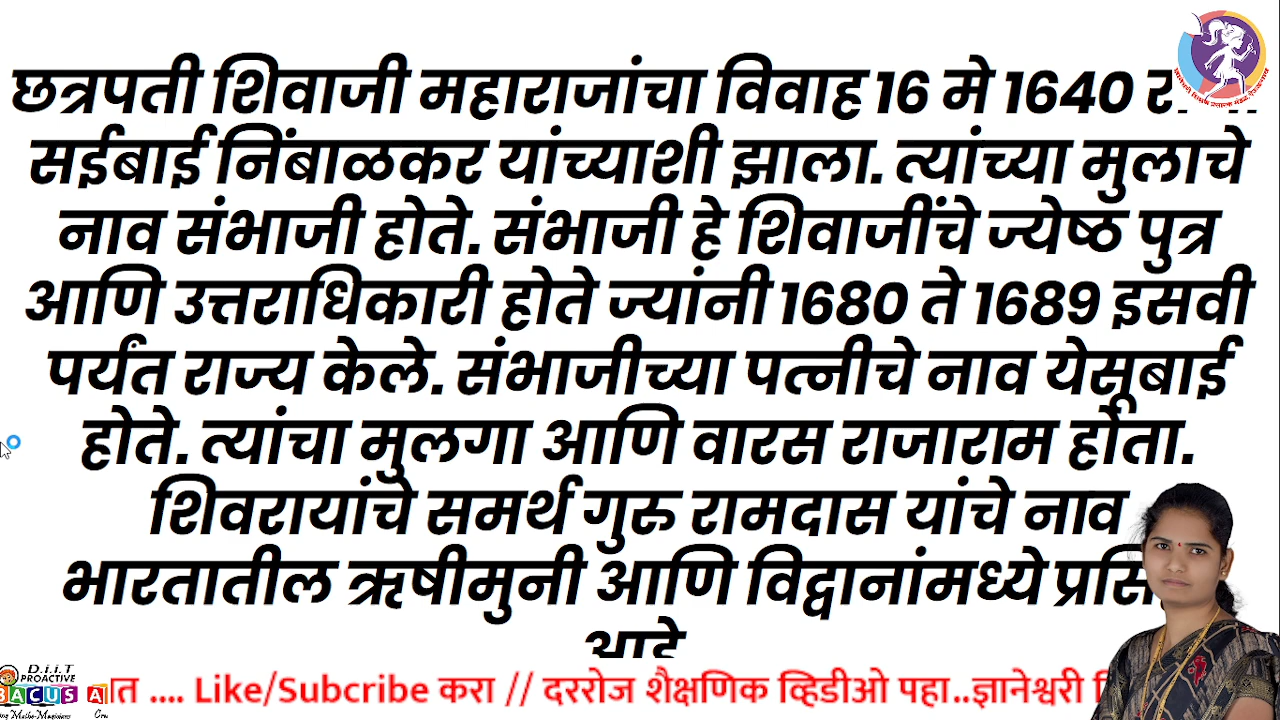 छत्रपती शिवाजी महाराजांचा विवाह 16 मे 1640
सईबाई निंबाळकर यांच्याशी झाला. त्यांच्या मुलाचे
नाव संभाजी होते. संभाजी हे शिवाजींचे ज्येष्ठ पुत्र
आणि उत्तराधिकारी होते ज्यांनी 1680 ते 1689 इसवी
पर्यंत राज्य केले. संभाजीच्या पत्नीचे नाव येसूबाई
होते. त्यांचा मुलगा आणि वारस राजाराम होता.
शिवरायांचे समर्थ गुरु रामदास यांचे नाव
भारतातील ऋषीमुनी आणि विद्वानांमध्ये
आहे
D.i.i.T
PROACTIVE
.... Like/Subcribe करा // दररोज शैक्षणिक व्हिडीओ पहा..ज्ञानेश्वरी